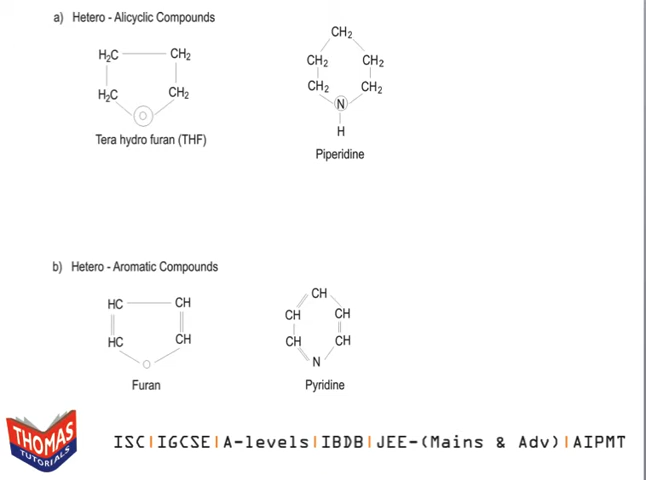 a) Hetero - Alicyclic Compounds
H₂C CH₂
H₂C CH₂
O
Tera hydro furan (THF)
CH₂
CH₂ CH₂
CH₂ CH₂
N
H
Piperidine
b) Hetero - Aromatic Compounds
HC CH
HC CH
O
Furan
CH
CH CH
CH CH
N
Pyridine
THOMAS
TUTORIALS
ISC|IGCSE|A-levels|IBDB|JEE-(Mains & Adv)|AIPMT